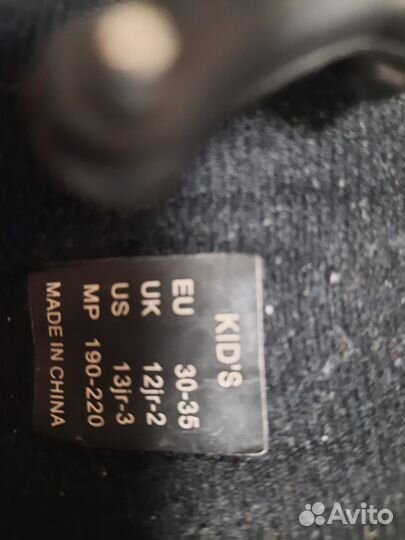 KID'S
EU 30-35
UK 12jr-2
US 13jr-3
MP 190-220
MADE IN CHINA
Avito